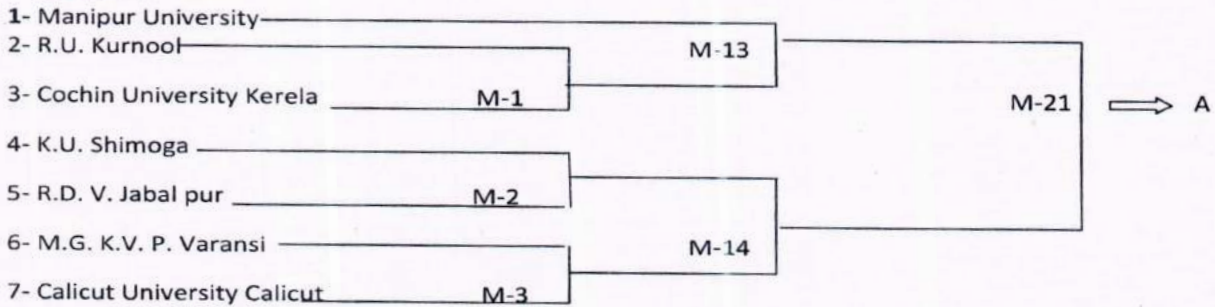 1- Manipur University
2- R.U. Kurnool
M-13
3- Cochin University Kerela
M-1
M-21
A
4- K.U. Shimoga
5- R.D. V. Jabal pur
M-2
6- M.G. K.V. P. Varansi
M-14
7- Calicut University Calicut
M-3